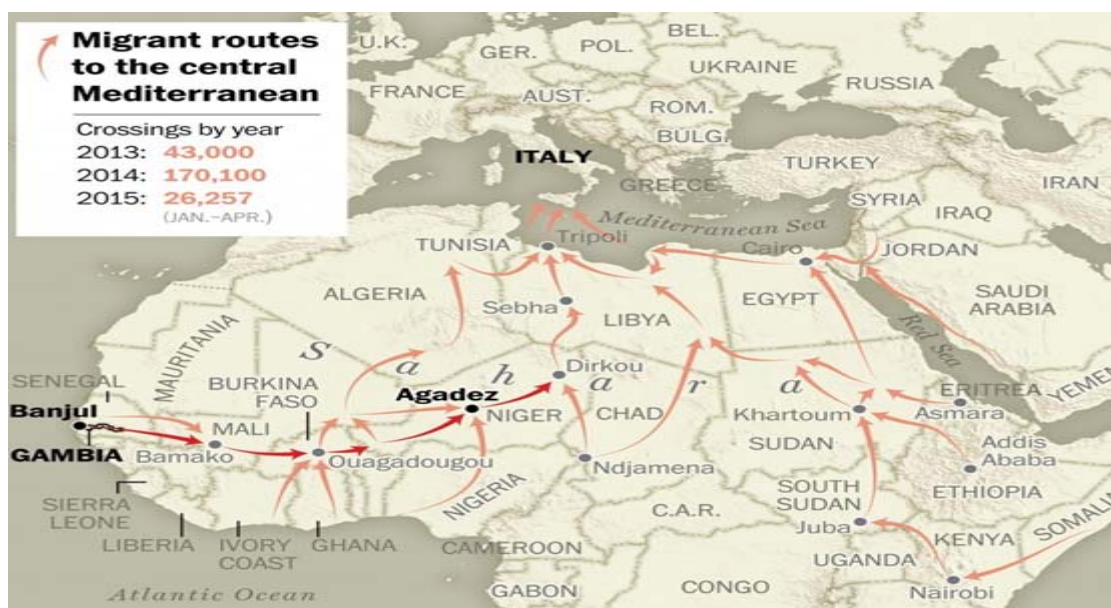 Migrant routes
to the central
Mediterranean
Crossings by year
2013: 43,000
2014: 170,100
2015: 26,257
(JAN.–APR.)
U.K.
GER.
POL.
BEL.
UKRAINE
RUSSIA
FRANCE
AUST.
ROM.
BULG.
ITALY
GREECE
TURKEY
SYRIA
IRAQ
IRAN
Mediterranean Sea
JORDAN
TUNISIA
Tripoli
Cairo
ALGERIA
Sebha
LIBYA
EGYPT
SAUDI
ARABIA
Red Sea
MAURITANIA
S a h a r a
Dirkou
SENEGAL
BURKINA
FASO
Agadez
NIGER
CHAD
Khartoum
ERITREA
YEMEN
Asmara
Banjul
MALI
GAMBIA
Bamako
Ouagadougou
Ndjamena
SUDAN
Addis
Ababa
NIGERIA
SIERRA
LEONE
C.A.R.
SOUTH
SUDAN
ETHIOPIA
Juba
SOMALI
LIBERIA
IVORY
COAST
GHANA
CAMEROON
UGANDA
KENYA
Atlantic Ocean
GABON
CONGO
Nairobi